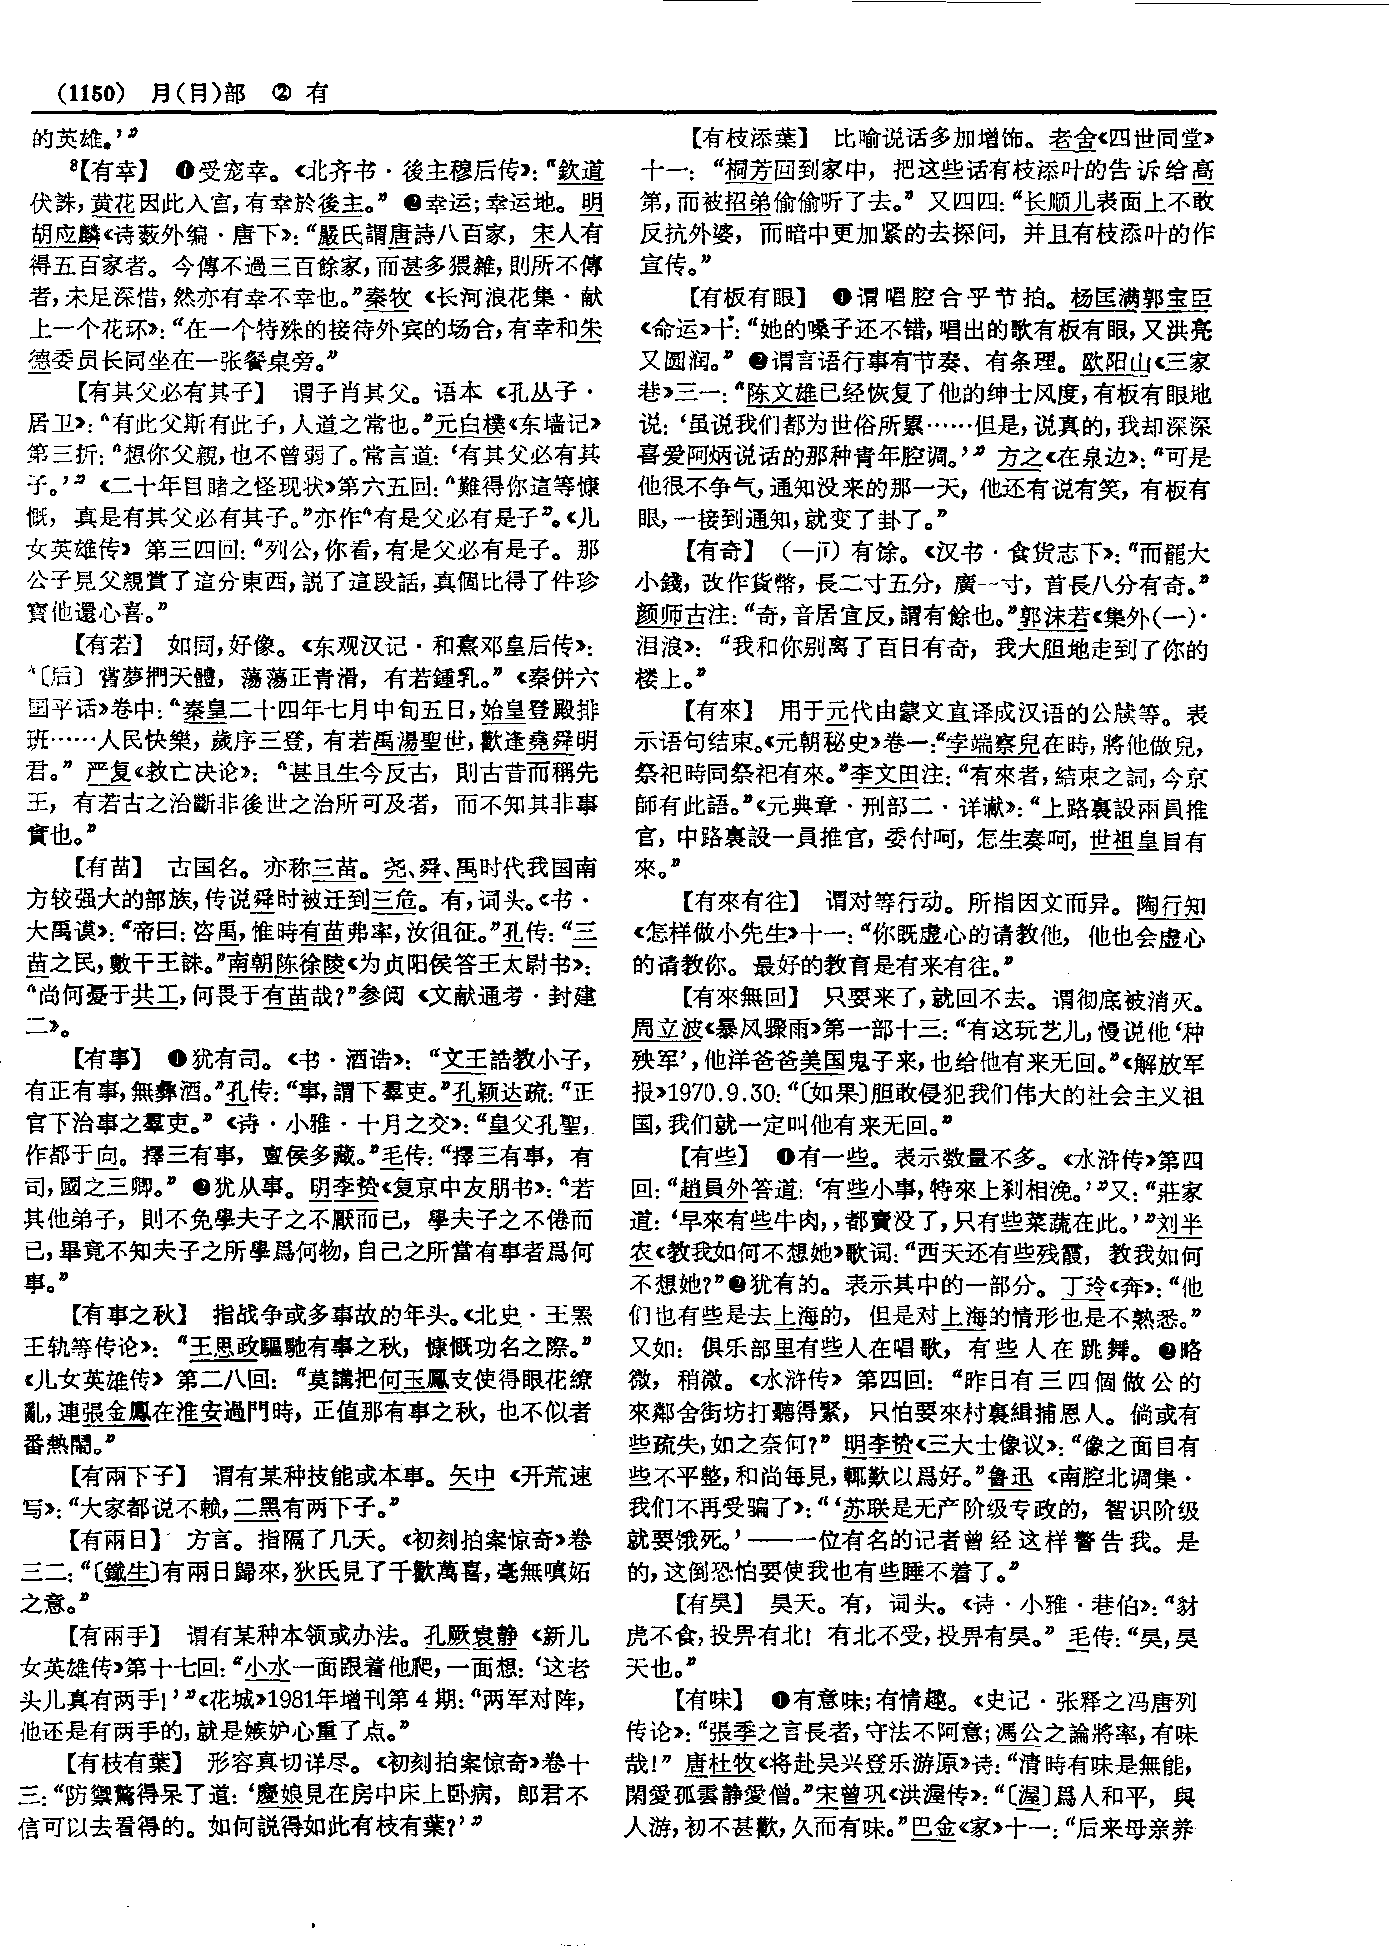 (1150) 月(月)部 ② 有
的英雄。’”
⁸【有幸】 ❶受宠幸。《北齐书·後主穆后传》:“欽道
伏誅,黄花因此入宫,有幸於後主。” ❷幸运;幸运地。明
胡应麟《诗薮外编·唐下》:“嚴氏謂唐詩八百家,宋人有
得五百家者。今傳不過三百餘家,而甚多猥雜,則所不傳
者,未足深惜,然亦有幸不幸也。”秦牧《长河浪花集·献
上一个花环》:“在一个特殊的接待外宾的场合,有幸和朱
德委员长同坐在一张餐桌旁。”
【有其父必有其子】 谓子肖其父。语本《孔丛子·
居卫》:“有此父斯有此子,人道之常也。”元白樸《东墙记》
第三折:“想你父親,也不曾弱了。常言道:‘有其父必有其
子。’”《二十年目睹之怪现状》第六五回:“難得你這等慷
慨,真是有其父必有其子。”亦作“有是父必有是子”。《儿
女英雄传》第三四回:“列公,你看,有是父必有是子。那
公子見父親賞了這分東西,説了這段話,真個比得了件珍
寶他還心喜。”
【有若】 如同,好像。《东观汉记·和熹邓皇后传》:
“〔后〕嘗夢捫天體,蕩蕩正青滑,有若鍾乳。”《秦併六
国平话》卷中:“秦皇二十四年七月中旬五日,始皇登殿排
班……人民快樂,歲序三登,有若禹湯聖世,歡逢堯舜明
君。”严复《救亡决论》:“甚且生今反古,則古昔而稱先
王,有若古之治斷非後世之治所可及者,而不知其非事
實也。”
【有苗】 古国名。亦称三苗。尧、舜、禹时代我国南
方较强大的部族,传说舜时被迁到三危。有,词头。《书·
大禹谟》:“帝曰:咨禹,惟時有苗弗率,汝徂征。”孔传:“三
苗之民,數干王誅。”南朝陈徐陵《为贞阳侯答王太尉书》:
“尚何憂于共工,何畏于有苗哉?”参阅《文献通考·封建
二》。
【有事】 ❶犹有司。《书·酒诰》:“文王誥教小子,
有正有事,無彝酒。”孔传:“事,謂下羣吏。”孔颖达疏:“正
官下治事之羣吏。”《诗·小雅·十月之交》:“皇父孔聖,
作都于向。擇三有事,亶侯多藏。”毛传:“擇三有事,有
司,國之三卿。” ❷犹从事。明李贽《复京中友朋书》:“若
其他弟子,則不免學夫子之不厭而已,學夫子之不倦而
已,畢竟不知夫子之所學爲何物,自己之所當有事者爲何
事。”
【有事之秋】 指战争或多事故的年头。《北史·王罴
王轨等传论》:“王思政驅馳有事之秋,慷慨功名之際。”
《儿女英雄传》第二八回:“莫講把何玉鳳支使得眼花繚
亂,連張金鳳在淮安過門時,正值那有事之秋,也不似者
番熱鬧。”
【有兩下子】 谓有某种技能或本事。矢中《开荒速
写》:“大家都说不赖,二黑有两下子。”
【有兩日】 方言。指隔了几天。《初刻拍案惊奇》卷
三二:“〔鐵生〕有兩日歸來,狄氏見了千歡萬喜,毫無嗔妬
之意。”
【有兩手】 谓有某种本领或办法。孔厥袁静《新儿
女英雄传》第十七回:“小水一面跟着他爬,一面想:‘这老
头儿真有两手!’”《花城》1981年增刊第4期:“两军对阵,
他还是有两手的,就是嫉妒心重了点。”
【有枝有葉】 形容真切详尽。《初刻拍案惊奇》卷十
三:“防禦驚得呆了道:‘慶娘見在房中床上卧病,郎君不
信可以去看得的。如何說得如此有枝有葉?’”
【有枝添葉】 比喻说话多加增饰。老舍《四世同堂》
十一:“桐芳回到家中,把这些话有枝添叶的告诉给高
第,而被招弟偷偷听了去。”又四四:“长顺儿表面上不敢
反抗外婆,而暗中更加紧的去探问,并且有枝添叶的作
宣传。”
【有板有眼】 ❶谓唱腔合乎节拍。杨匡满郭宝臣
《命运》十:“她的嗓子还不错,唱出的歌有板有眼,又洪亮
又圆润。” ❷谓言语行事有节奏、有条理。欧阳山《三家
巷》三一:“陈文雄已经恢复了他的绅士风度,有板有眼地
说:‘虽说我们都为世俗所累……但是,说真的,我却深深
喜爱阿炳说话的那种青年腔调。’”方之《在泉边》:“可是
他很不争气,通知没来的那一天,他还有说有笑,有板有
眼,一接到通知,就变了卦了。”
【有奇】 (—jī) 有馀。《汉书·食货志下》:“而罷大
小錢,改作貨幣,長二寸五分,廣一寸,首長八分有奇。”
颜师古注:“奇,音居宜反,謂有餘也。”郭沫若《集外(一)·
泪浪》:“我和你别离了百日有奇,我大胆地走到了你的
楼上。”
【有來】 用于元代由蒙文直译成汉语的公牍等。表
示语句结束。《元朝秘史》卷一:“孛端察兒在時,將他做兒,
祭祀時同祭祀有來。”李文田注:“有來者,結束之詞,今京
師有此語。”《元典章·刑部二·详谳》:“上路裏設兩員推
官,中路裏設一員推官,委付呵,怎生奏呵,世祖皇旨有
來。”
【有來有往】 谓对等行动。所指因文而异。陶行知
《怎样做小先生》十一:“你既虚心的请教他,他也会虚心
的请教你。最好的教育是有来有往。”
【有來無回】 只要来了,就回不去。谓彻底被消灭。
周立波《暴风骤雨》第一部十三:“有这玩艺儿,慢说他‘种
殃军’,他洋爸爸美国鬼子来,也给他有来无回。”《解放军
报》1970.9.30:“〔如果〕胆敢侵犯我们伟大的社会主义祖
国,我们就一定叫他有来无回。”
【有些】 ❶有一些。表示数量不多。《水浒传》第四
回:“趙員外答道:‘有些小事,特來上刹相浼。’”又:“莊家
道:‘早來有些牛肉,,都賣没了,只有些菜蔬在此。’”刘半
农《教我如何不想她》歌词:“西天还有些残霞,教我如何
不想她?”❷犹有的。表示其中的一部分。丁玲《奔》:“他
们也有些是去上海的,但是对上海的情形也是不熟悉。”
又如:俱乐部里有些人在唱歌,有些人在跳舞。❸略
微,稍微。《水浒传》第四回:“昨日有三四個做公的
來鄰舍街坊打聽得緊,只怕要來村裏緝捕恩人。倘或有
些疏失,如之奈何?”明李贽《三大士像议》:“像之面目有
些不平整,和尚每見,輒歎以爲好。”鲁迅《南腔北调集·
我们不再受骗了》:“‘苏联是无产阶级专政的,智识阶级
就要饿死。’——一位有名的记者曾经这样警告我。是
的,这倒恐怕要使我也有些睡不着了。”
【有昊】 昊天。有,词头。《诗·小雅·巷伯》:“豺
虎不食,投畀有北!有北不受,投畀有昊。”毛传:“昊,昊
天也。”
【有味】 ❶有意味;有情趣。《史记·张释之冯唐列
传论》:“張季之言長者,守法不阿意;馮公之論將率,有味
哉!”唐杜牧《将赴吴兴登乐游原》诗:“清時有味是無能,
閑愛孤雲静愛僧。”宋曾巩《洪渥传》:“〔渥〕爲人和平,與
人游,初不甚歡,久而有味。”巴金《家》十一:“后来母亲养